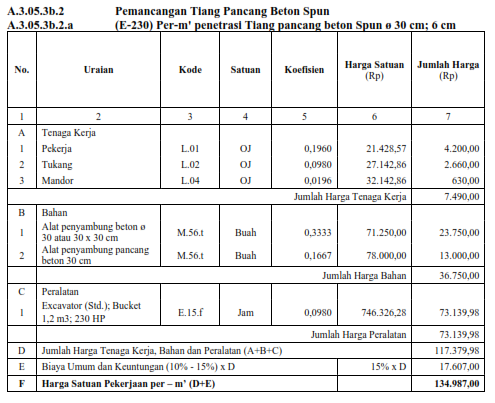 A.3.05.3b.2 Pemancangan Tiang Pancang Beton Spun
A.3.05.3b.2.a (E-230) Per-m' penetrasi Tiang pancang beton Spun ø 30 cm; 6 cm
No. Uraian Kode Satuan Koefisien Harga Satuan (Rp) Jumlah Harga (Rp)
1 2 3 4 5 6 7
A Tenaga Kerja
1 Pekerja L.01 OJ 0,1960 21.428,57 4.200,00
2 Tukang L.02 OJ 0,0980 27.142,86 2.660,00
3 Mandor L.04 OJ 0,0196 32.142,86 630,00
Jumlah Harga Tenaga Kerja 7.490,00
B Bahan
1 Alat penyambung beton ø 30 atau 30 x 30 cm M.56.t Buah 0,3333 71.250,00 23.750,00
2 Alat penyambung pancang beton 30 cm M.56.t Buah 0,1667 78.000,00 13.000,00
Jumlah Harga Bahan 36.750,00
C Peralatan
1 Excavator (Std.); Bucket 1,2 m3; 230 HP E.15.f Jam 0,0980 746.326,28 73.139,98
Jumlah Harga Peralatan 73.139,98
D Jumlah Harga Tenaga Kerja, Bahan dan Peralatan (A+B+C) 117.379,98
E Biaya Umum dan Keuntungan (10% - 15%) x D 15% x D 17.607,00
F Harga Satuan Pekerjaan per – m’ (D+E) 134.987,00